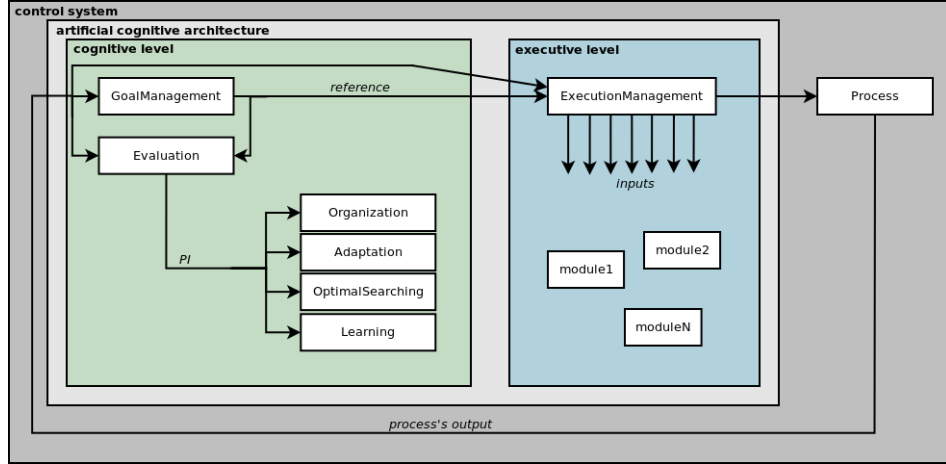 control system
artificial cognitive architecture
cognitive level
executive level
GoalManagement
reference
ExecutionManagement
Process
Evaluation
inputs
Organization
PI
Adaptation
module1
module2
OptimalSearching
Learning
moduleN
process's output